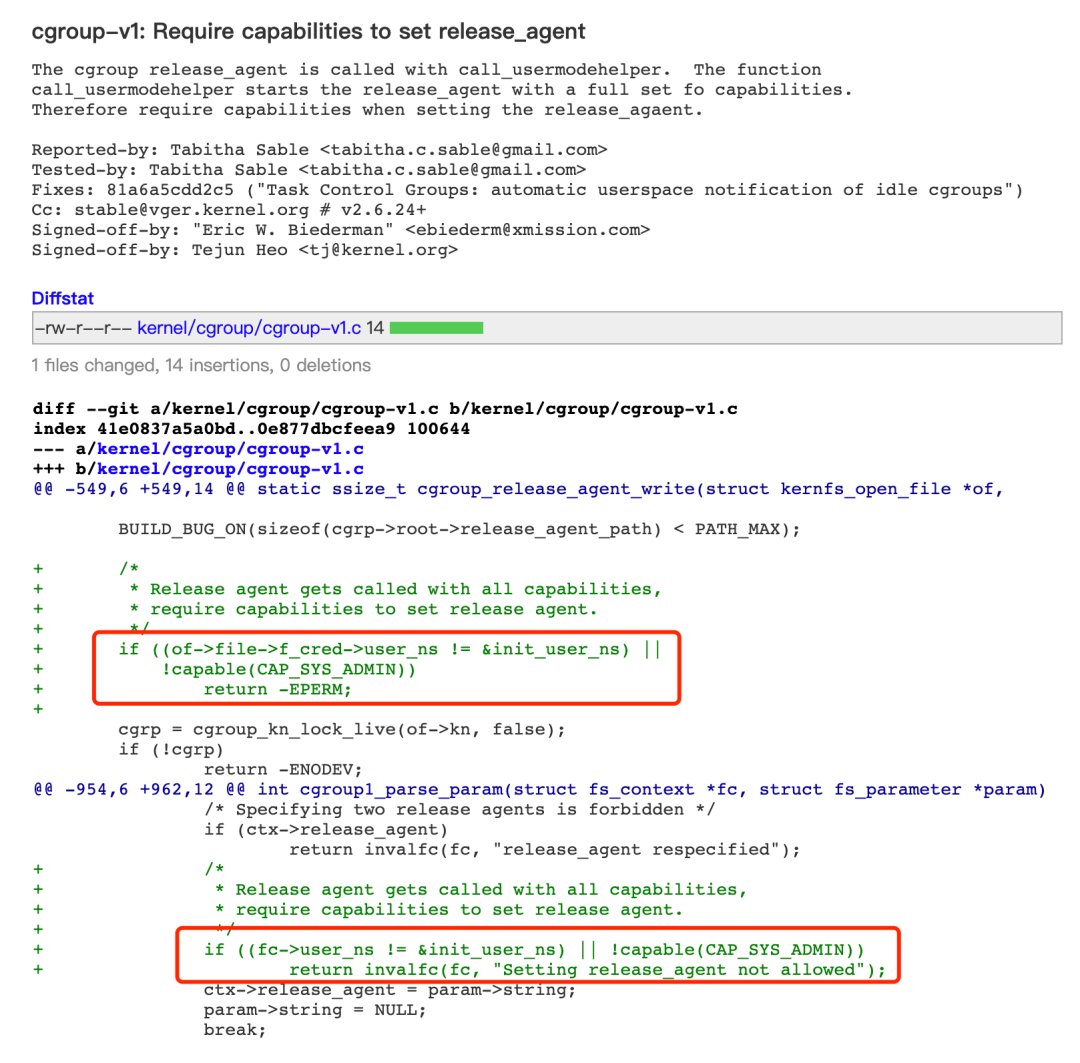 cgroup-v1: Require capabilities to set release_agent
The cgroup release_agent is called with call_usermodehelper.  The function
call_usermodehelper starts the release_agent with a full set fo capabilities.
Therefore require capabilities when setting the release_agaent.

Reported-by: Tabitha Sable <tabitha.c.sable@gmail.com>
Tested-by: Tabitha Sable <tabitha.c.sable@gmail.com>
Fixes: 81a6a5cdd2c5 ("Task Control Groups: automatic userspace notification of idle cgroups")
Cc: stable@vger.kernel.org # v2.6.24+
Signed-off-by: "Eric W. Biederman" <ebiederm@xmission.com>
Signed-off-by: Tejun Heo <tj@kernel.org>

Diffstat
-rw-r--r-- kernel/cgroup/cgroup-v1.c 14
1 files changed, 14 insertions, 0 deletions

diff --git a/kernel/cgroup/cgroup-v1.c b/kernel/cgroup/cgroup-v1.c
index 41e0837a5a0bd..0e877dbcfeea9 100644
--- a/kernel/cgroup/cgroup-v1.c
+++ b/kernel/cgroup/cgroup-v1.c
@@ -549,6 +549,14 @@ static ssize_t cgroup_release_agent_write(struct kernfs_open_file *of,

        BUILD_BUG_ON(sizeof(cgrp->root->release_agent_path) < PATH_MAX);

+       /*
+        * Release agent gets called with all capabilities,
+        * require capabilities to set release agent.
+        */
+       if ((of->file->f_cred->user_ns != &init_user_ns) ||
+           !capable(CAP_SYS_ADMIN))
+               return -EPERM;
+
        cgrp = cgroup_kn_lock_live(of->kn, false);
        if (!cgrp)
                return -ENODEV;
@@ -954,6 +962,12 @@ int cgroup1_parse_param(struct fs_context *fc, struct fs_parameter *param)
                /* Specifying two release agents is forbidden */
                if (ctx->release_agent)
                        return invalfc(fc, "release_agent respecified");
+               /*
+                * Release agent gets called with all capabilities,
+                * require capabilities to set release agent.
+                */
+               if ((fc->user_ns != &init_user_ns) || !capable(CAP_SYS_ADMIN))
+                       return invalfc(fc, "Setting release_agent not allowed");
                ctx->release_agent = param->string;
                param->string = NULL;
                break;